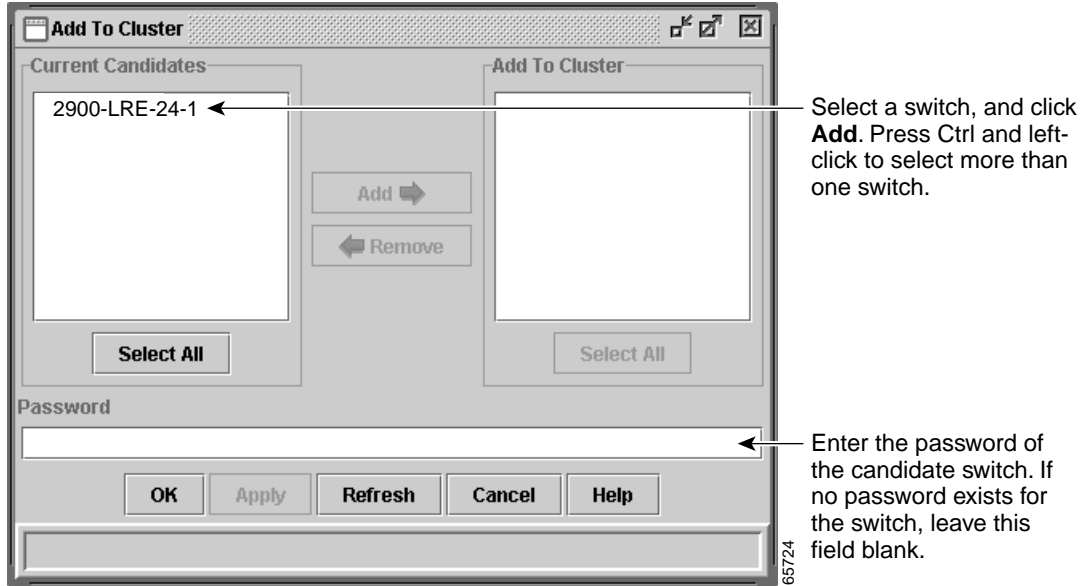 Add To Cluster
Current Candidates
Add To Cluster
2900-LRE-24-1
Add
Remove
Select All
Select All
Password
OK
Apply
Refresh
Cancel
Help
Select a switch, and click
Add. Press Ctrl and left-
click to select more than
one switch.
Enter the password of
the candidate switch. If
no password exists for
the switch, leave this
field blank.
65724